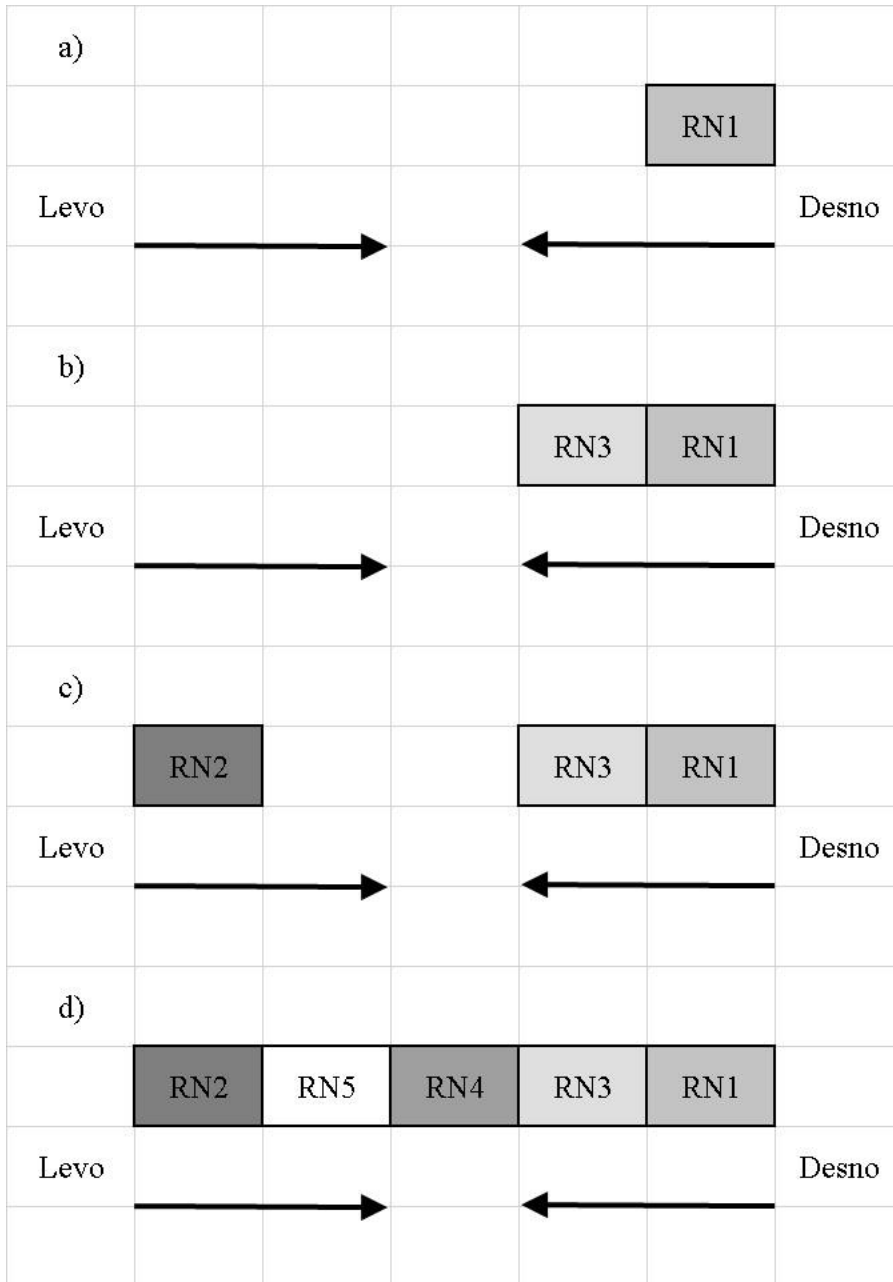 a)
RN1
Levo Desno
b)
RN3 RN1
Levo Desno
c)
RN2 RN3 RN1
Levo Desno
d)
RN2 RN5 RN4 RN3 RN1
Levo Desno